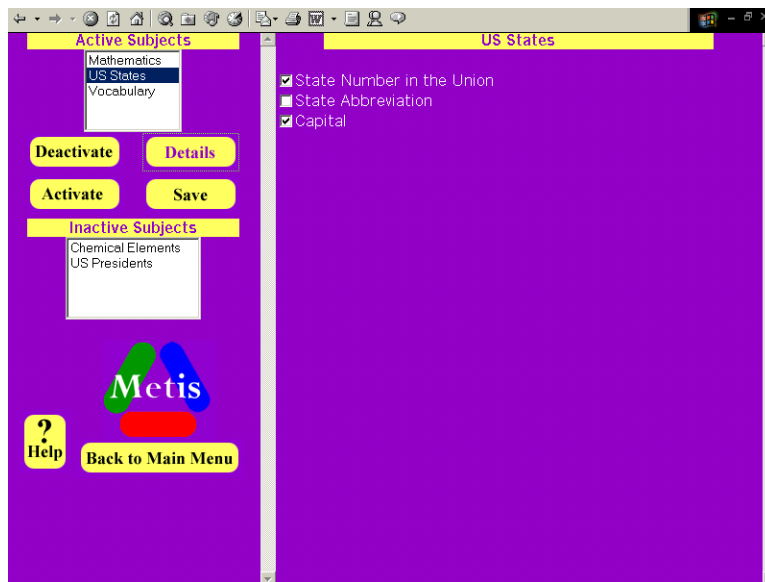 Active Subjects
Mathematics
US States
Vocabulary
Deactivate
Details
Activate
Save
Inactive Subjects
Chemical Elements
US Presidents
Metis
?
Help
Back to Main Menu
US States
State Number in the Union
State Abbreviation
Capital